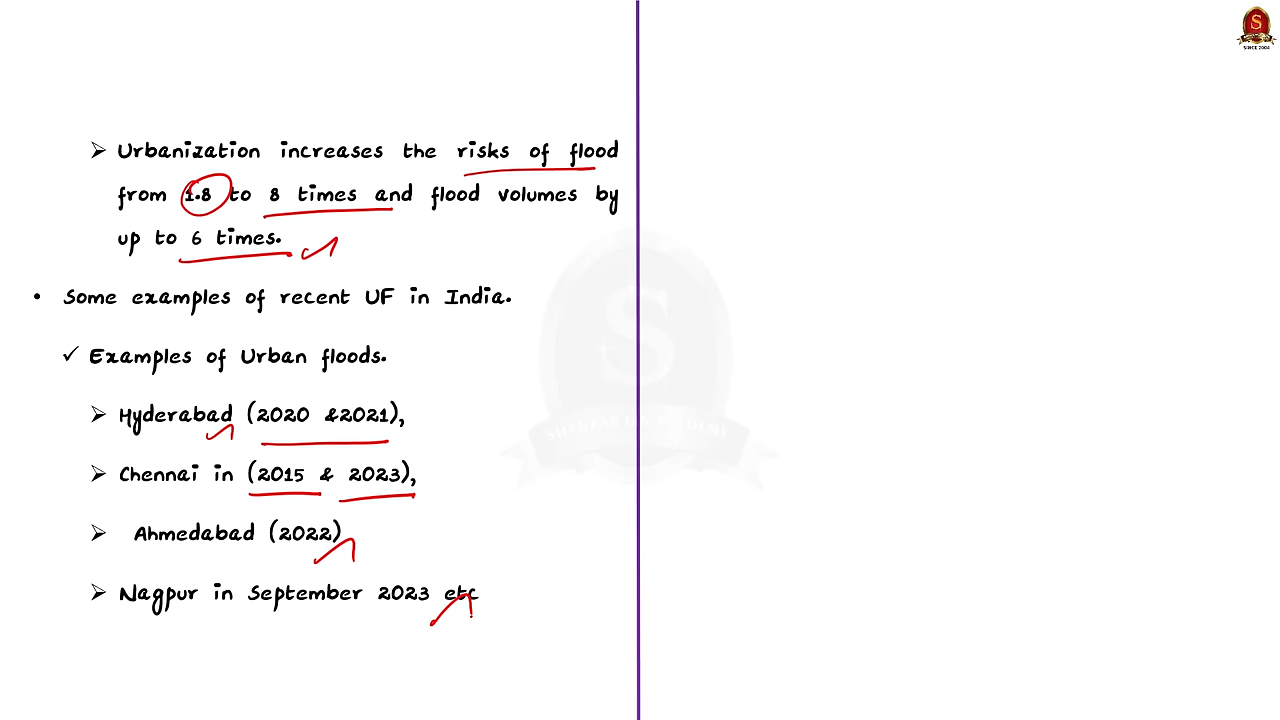 ➢ Urbanization increases the risks of flood
from 1.8 to 8 times and flood volumes by
up to 6 times.
• Some examples of recent UF in India.
✓ Examples of Urban floods.
➢ Hyderabad (2020 &2021),
➢ Chennai in (2015 & 2023),
➢ Ahmedabad (2022)
➢ Nagpur in September 2023 etc
S
SINCE 2004
S